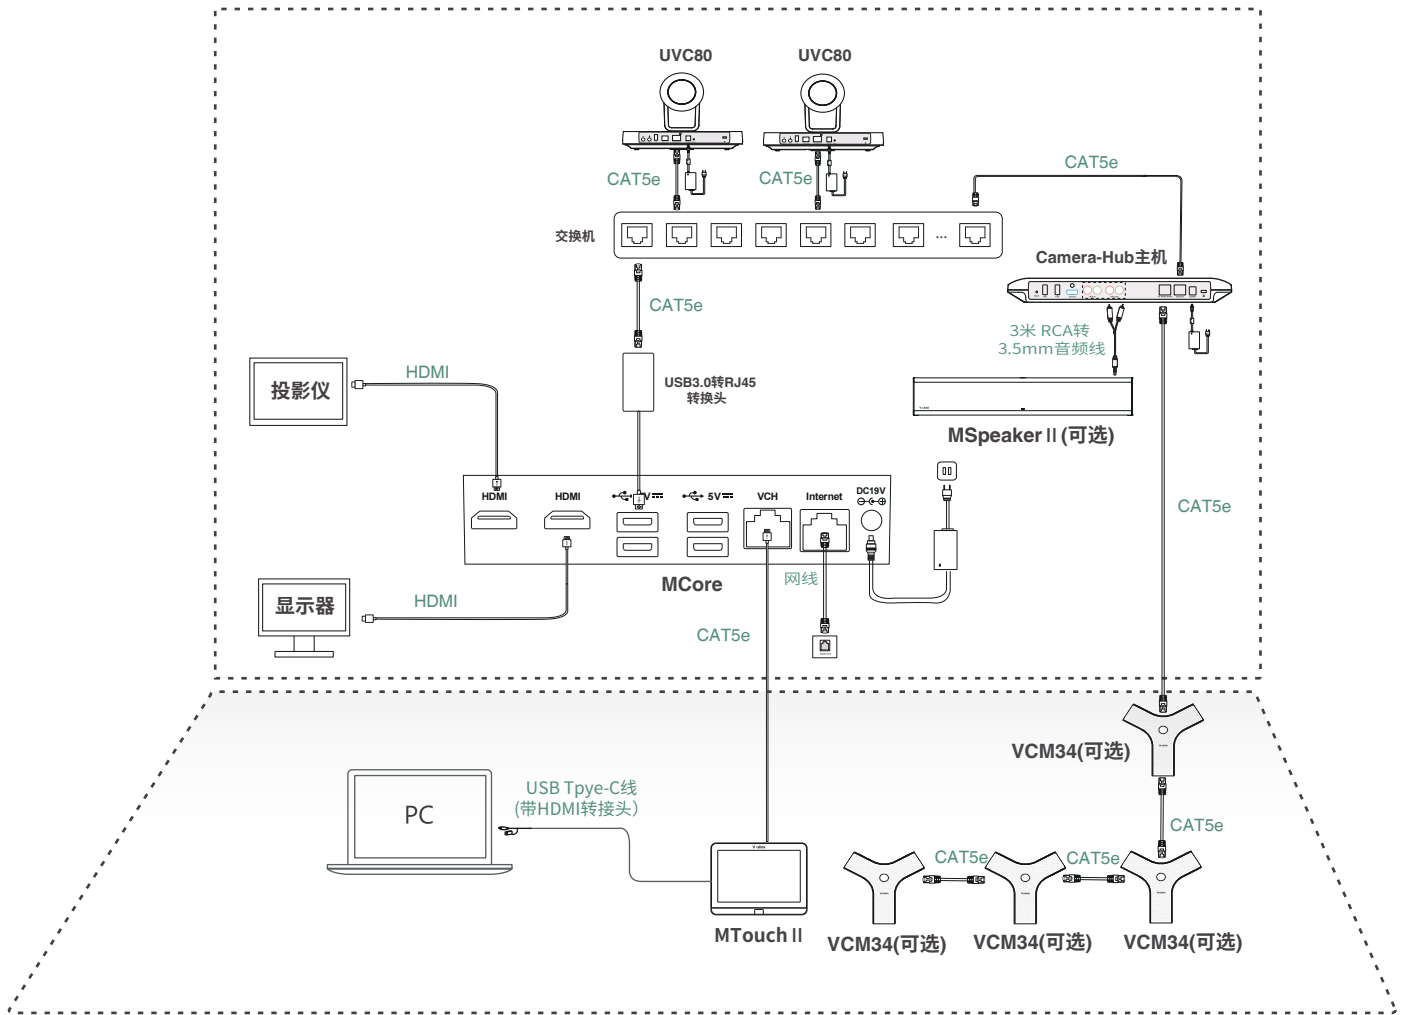 UVC80
UVC80
CAT5e
CAT5e
CAT5e
交换机
...
Camera-Hub主机
CAT5e
3米 RCA转
3.5mm音频线
投影仪
HDMI
USB3.0转RJ45
转换头
MSpeakerⅡ(可选)
HDMI
HDMI
V
5V
VCH
Internet
DC19V
CAT5e
MCore
网线
显示器
HDMI
CAT5e
VCM34(可选)
PC
USB Tpye-C线
(带HDMI转接头）
CAT5e
CAT5e
CAT5e
MTouchⅡ
VCM34(可选)
VCM34(可选)
VCM34(可选)